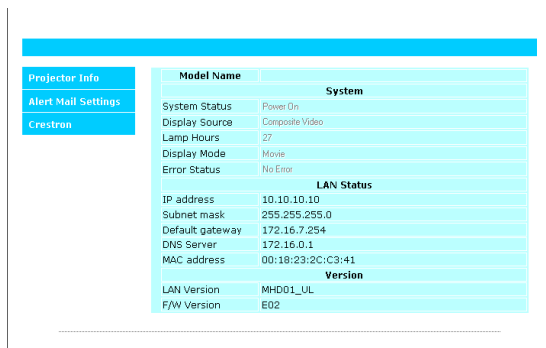 Projector Info
Alert Mail Settings
Crestron
Model Name
System
System Status Power On
Display Source Composite Video
Lamp Hours 27
Display Mode Movie
Error Status No Error
LAN Status
IP address 10.10.10.10
Subnet mask 255.255.255.0
Default gateway 172.16.7.254
DNS Server 172.16.0.1
MAC address 00:18:23:2C:C3:41
Version
LAN Version MHD01_UL
F/W Version E02